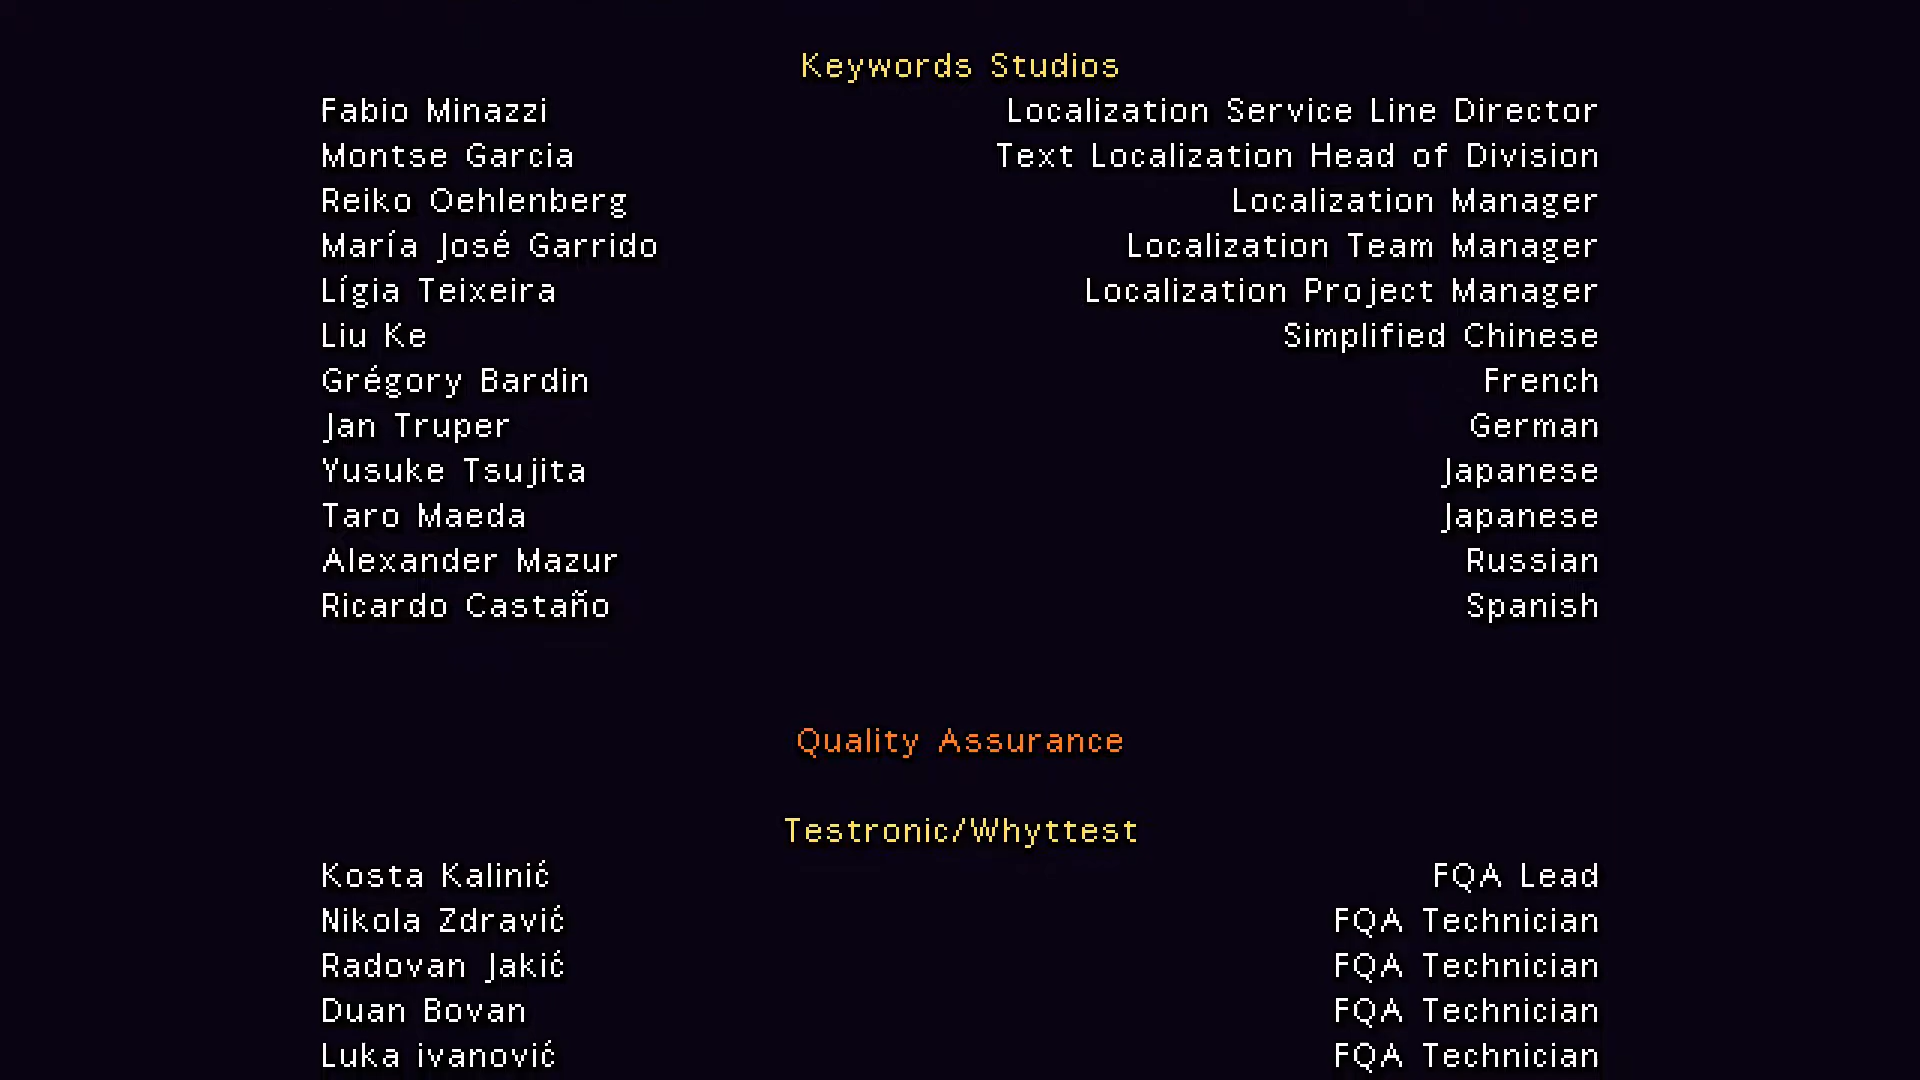 Keywords Studios
Fabio Minazzi Localization Service Line Director
Montse Garcia Text Localization Head of Division
Reiko Oehlenberg Localization Manager
María José Garrido Localization Team Manager
Lígia Teixeira Localization Project Manager
Liu Ke Simplified Chinese
Grégory Bardin French
Jan Truper German
Yusuke Tsujita Japanese
Taro Maeda Japanese
Alexander Mazur Russian
Ricardo Castaño Spanish
Quality Assurance
Testronic/Whyttest
Kosta Kalinić FQA Lead
Nikola Zdravić FQA Technician
Radovan Jakić FQA Technician
Duan Bovan FQA Technician
Luka ivanović FQA Technician